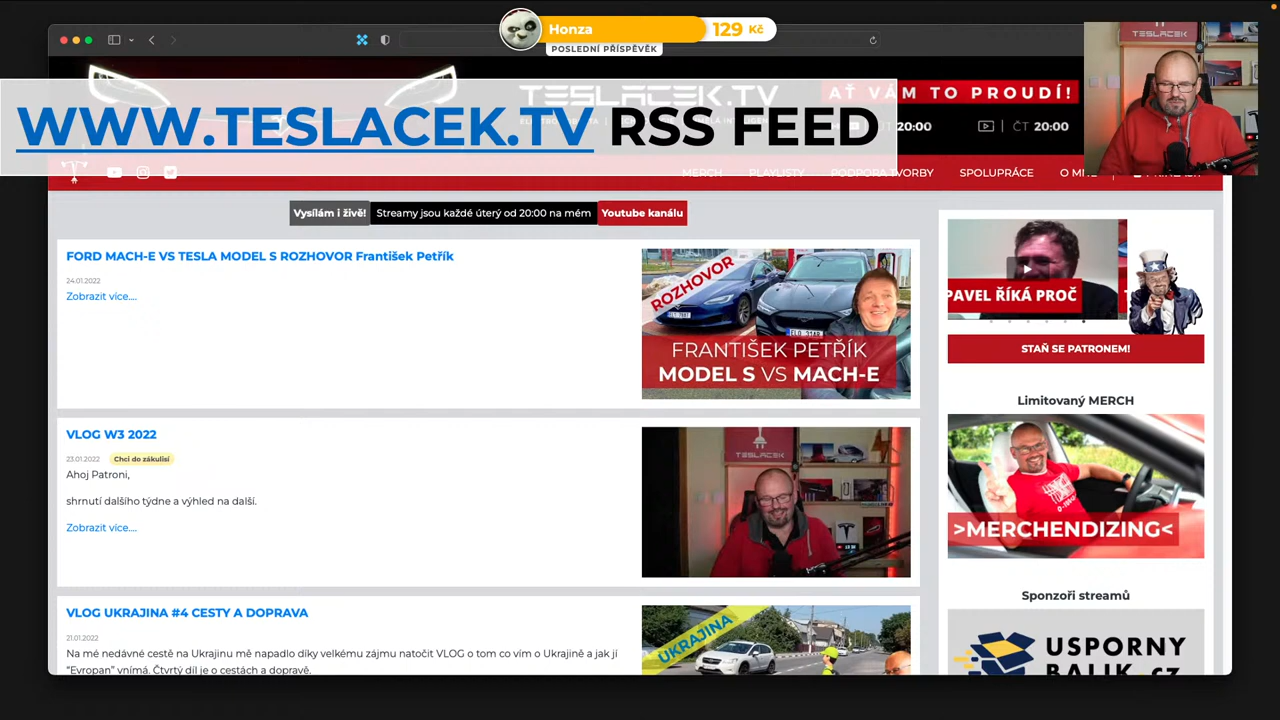 Honza
129 Kč
POSLEDNÍ PŘÍSPĚVEK
TESLACEK.TV
AŤ VÁM TO PROUDÍ!
WWW.TESLACEK.TV RSS FEED
20:00
ČT 20:00
MERCH
PLAYLISTY
PODPORA TVORBY
SPOLUPRÁCE
Vysílám i živě!
Streamy jsou každé úterý od 20:00 na mém
Youtube kanálu
FORD MACH-E VS TESLA MODEL S ROZHOVOR František Petřík
24.01.2022
Zobrazit více....
ROZHOVOR
FRANTIŠEK PETŘÍK
MODEL S VS MACH-E
VLOG W3 2022
23.01.2022
Chci do zákulisí
Ahoj Patroni,
shrnutí dalšího týdne a výhled na další.
Zobrazit více....
TESLACEK
VLOG UKRAJINA #4 CESTY A DOPRAVA
21.01.2022
Na mé nedávné cestě na Ukrajinu mě napadlo díky velkému zájmu natočit VLOG o tom co vím o Ukrajině a jak jí
"Evropan" vnímá. Čtvrtý díl je o cestách a dopravě.
UKRAJINA
PAVEL ŘÍKÁ PROČ
STAŇ SE PATRONEM!
Limitovaný MERCH
>MERCHENDIZING<
Sponzoři streamů
USPORNY
BALIK.cz
TESLACEK